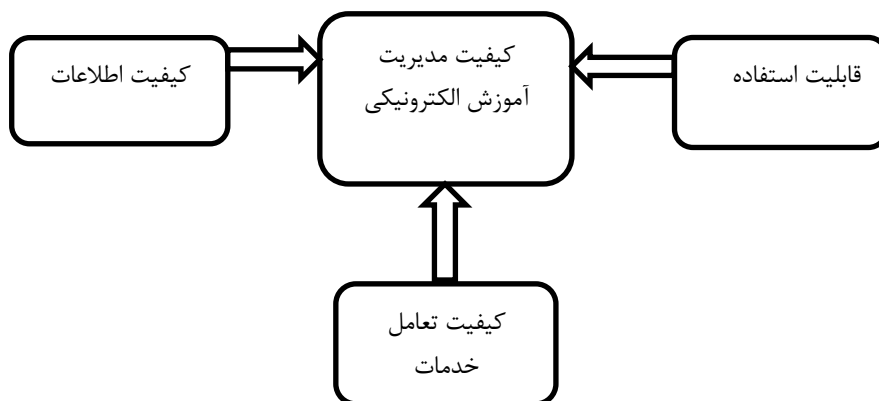 کیفیت مدیریت
آموزش الکترونیکی
قابلیت استفاده
کیفیت اطلاعات
کیفیت تعامل
خدمات